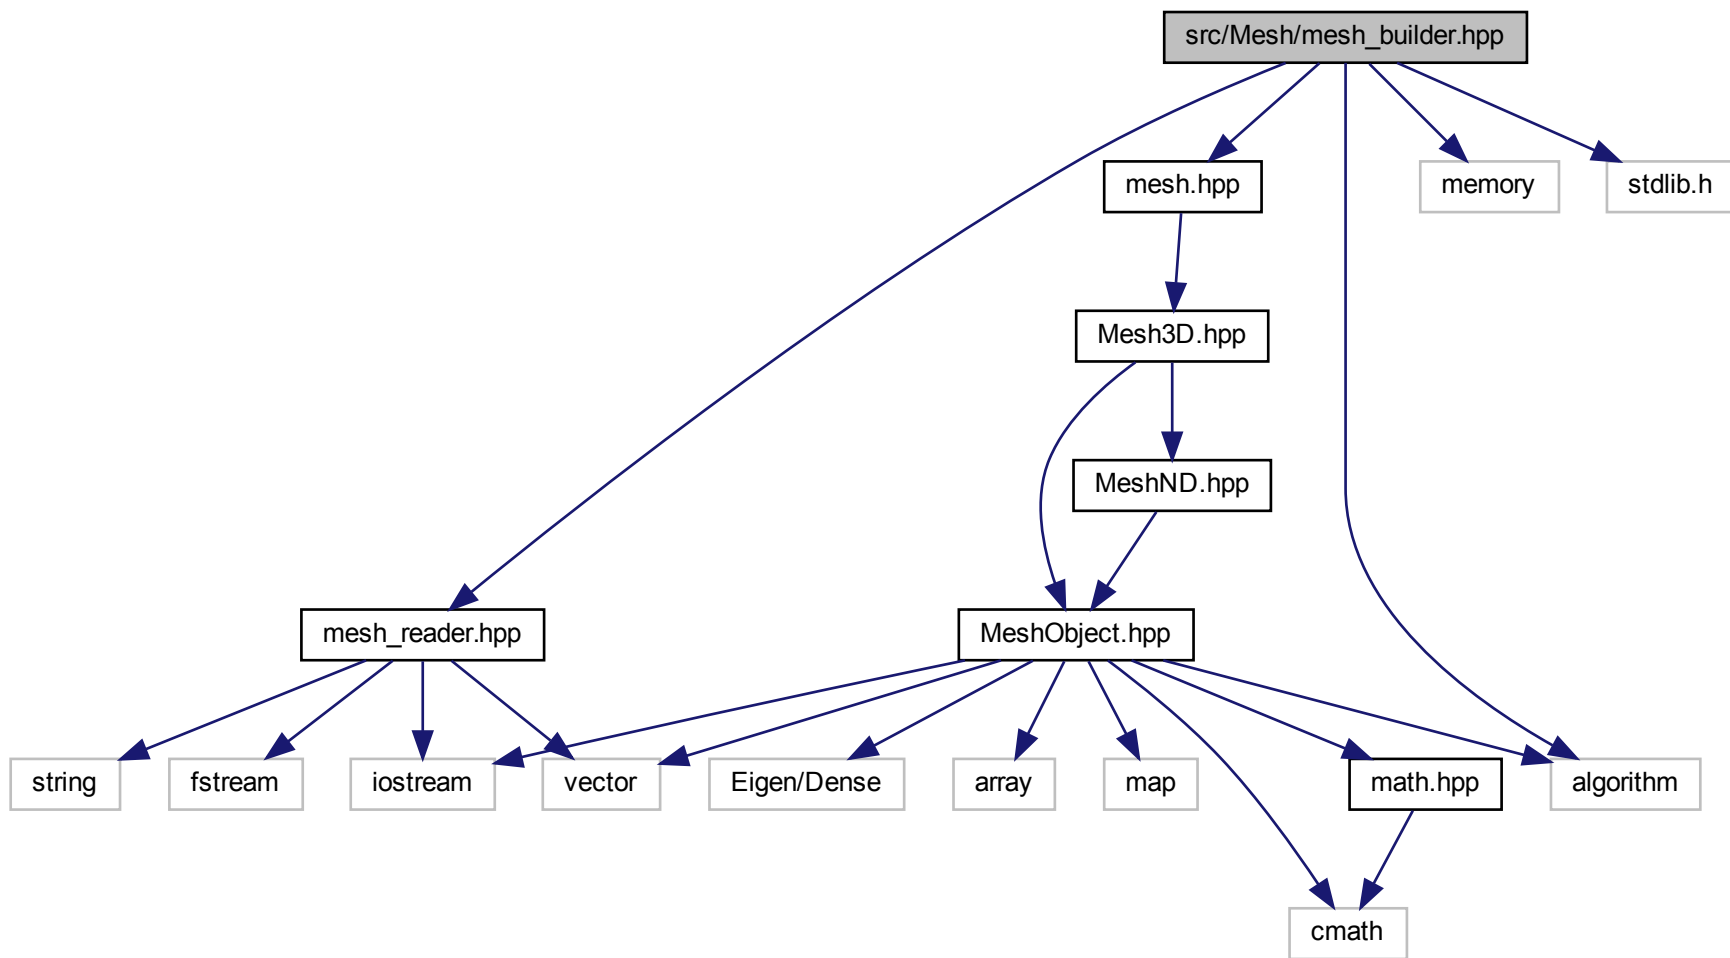 src/Mesh/mesh_builder.hpp
mesh.hpp
memory
stdlib.h
Mesh3D.hpp
MeshND.hpp
mesh_reader.hpp
MeshObject.hpp
string
fstream
iostream
vector
Eigen/Dense
array
map
math.hpp
algorithm
cmath